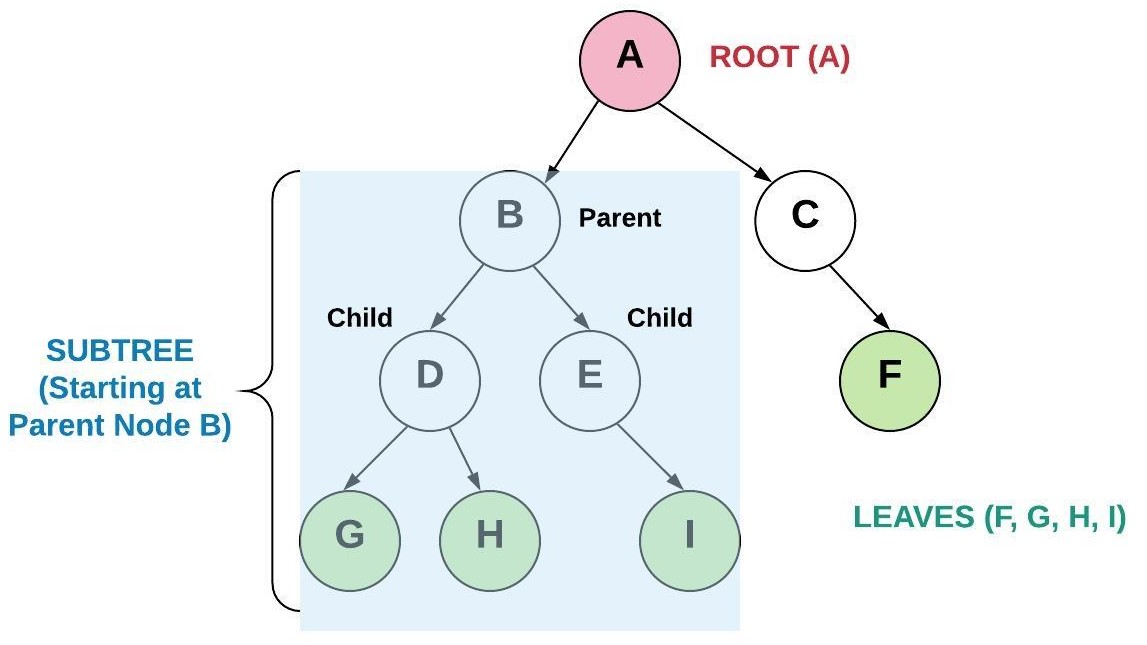 A
ROOT (A)
B
Parent
C
Child
Child
SUBTREE
(Starting at
Parent Node B)
D
E
F
G
H
I
LEAVES (F, G, H, I)